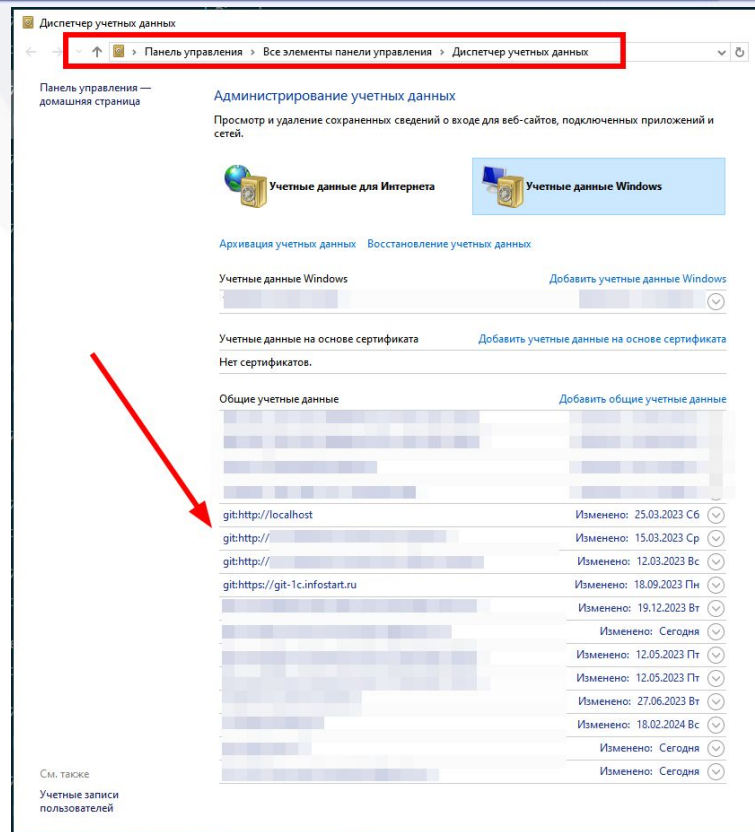 Диспетчер учетных данных
Панель управления › Все элементы панели управления › Диспетчер учетных данных
Панель управления —
домашняя страница
Администрирование учетных данных
Просмотр и удаление сохраненных сведений о входе для веб-сайтов, подключенных приложений и
сетей.
Учетные данные для Интернета
Учетные данные Windows
Архивация учетных данных Восстановление учетных данных
Учетные данные Windows Добавить учетные данные Windows
Учетные данные на основе сертификата Добавить учетные данные на основе сертификата
Нет сертификатов.
Общие учетные данные Добавить общие учетные данные
git:http://localhost Изменено: 25.03.2023 Сб
git:http:// Изменено: 15.03.2023 Ср
git:http:// Изменено: 12.03.2023 Вс
git:https://git-1c.infostart.ru Изменено: 18.09.2023 Пн
Изменено: 19.12.2023 Вт
Изменено: Сегодня
Изменено: 12.05.2023 Пт
Изменено: 12.05.2023 Пт
Изменено: 27.06.2023 Вт
Изменено: 18.02.2024 Вс
Изменено: Сегодня
Изменено: Сегодня
См. также
Учетные записи
пользователей